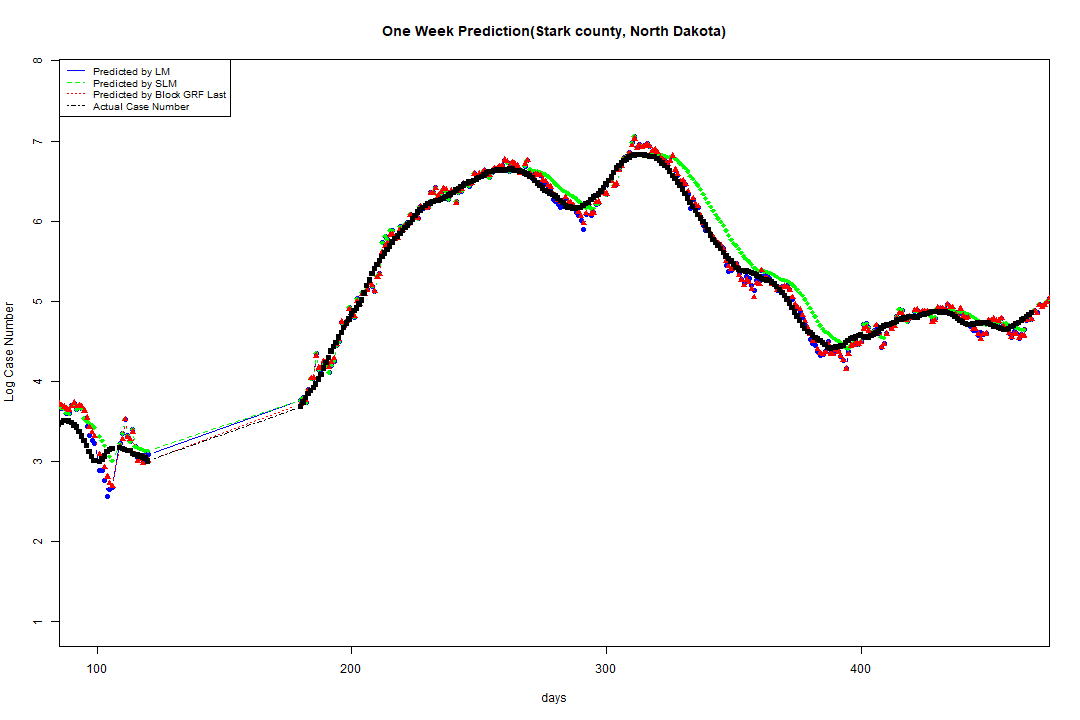 One Week Prediction(Stark county, North Dakota)
Predicted by LM
Predicted by SLM
Predicted by Block GRF Last
Actual Case Number
8
7
6
5
4
3
2
1
Log Case Number
100 200 300 400
days